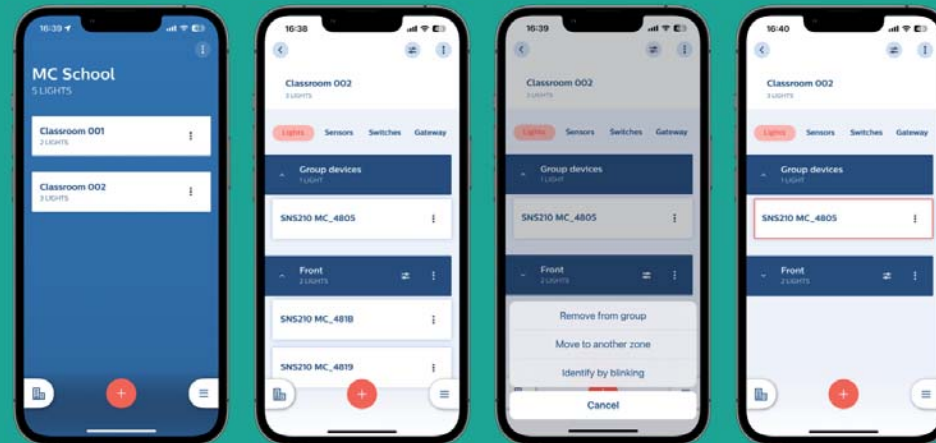 16:39
MC School
5 LIGHTS
Classroom 001
2 LIGHTS
Classroom 002
3 LIGHTS
16:38
Classroom 002
3 LIGHTS
Lights Sensors Switches Gateway
Group devices
1 LIGHT
SNS210 MC_4805
Front
2 LIGHTS
SNS210 MC_4818
SNS210 MC_4819
16:39
Classroom 002
3 LIGHTS
Lights Sensors Switches Gateway
Group devices
1 LIGHT
SNS210 MC_4805
Front
2 LIGHTS
Remove from group
Move to another zone
Identify by blinking
Cancel
16:40
Classroom 002
3 LIGHTS
Lights Sensors Switches Gateway
Group devices
1 LIGHT
SNS210 MC_4805
Front
2 LIGHTS